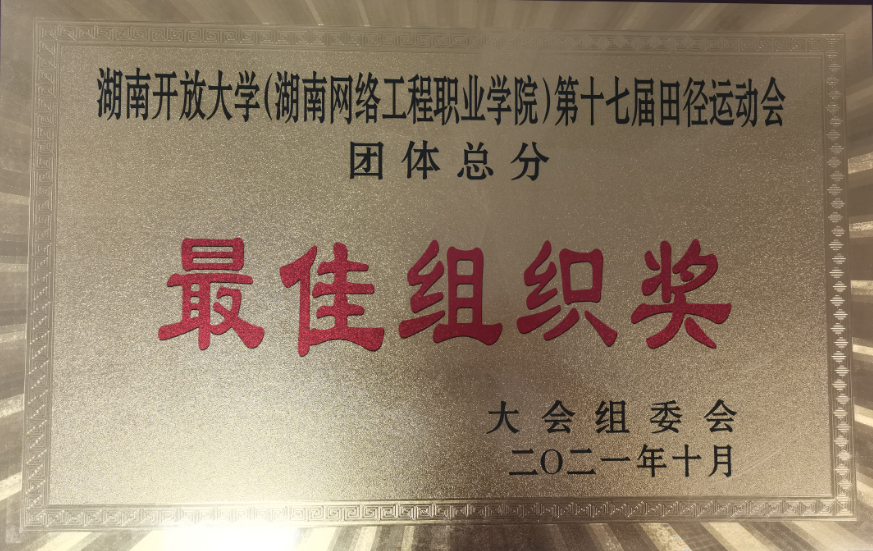 湖南开放大学(湖南网络工程职业学院)第十七届田径运动会
团体总分
最佳组织奖
大会组委会
二〇二一年十月